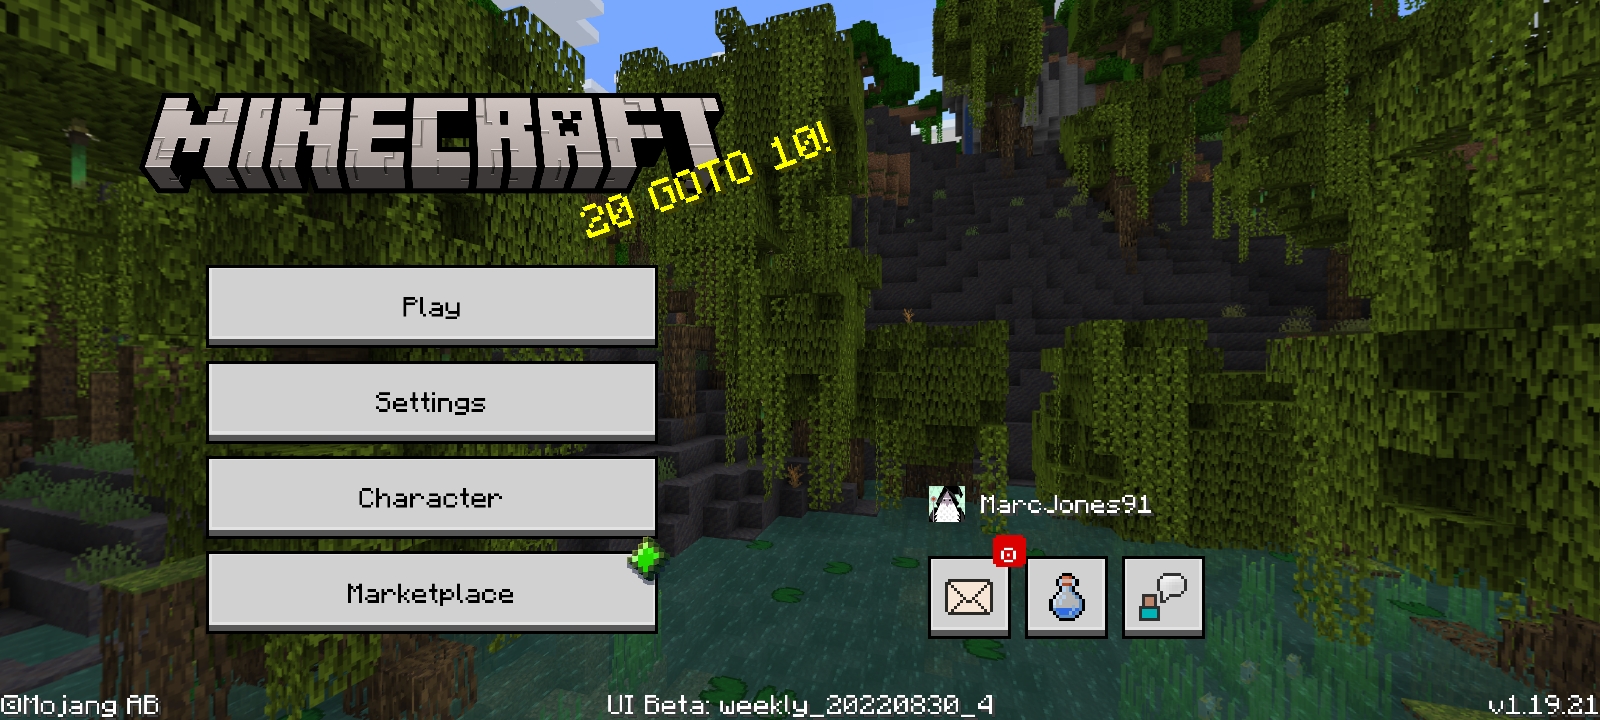 MINECRAFT
20 GOTO 10!
Play
Settings
Character
Marketplace
MarcJones91
©Mojang AB
UI Beta: weekly_20220830_4
v1.19.21